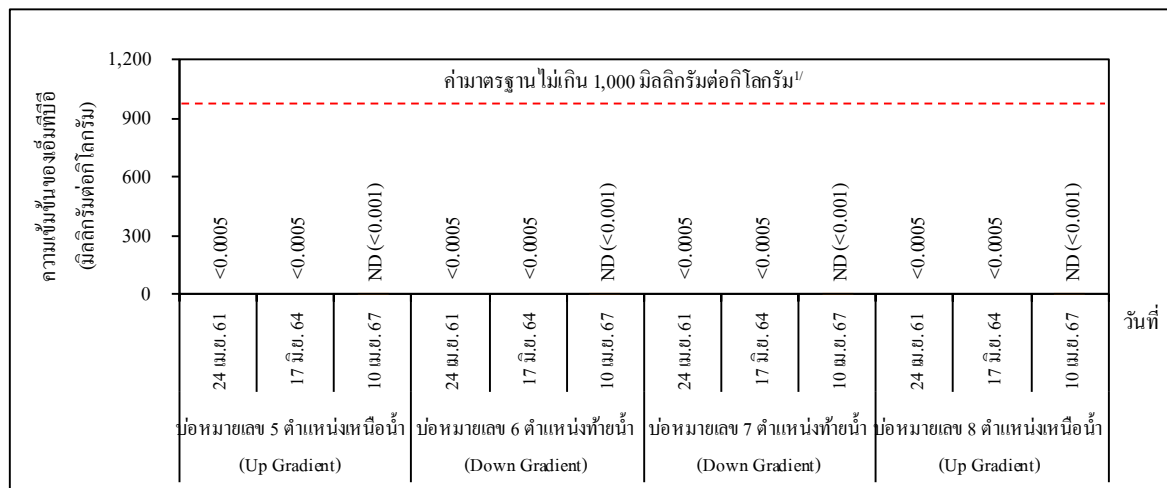 ความเข้มข้นของเอ็มทีบีอี
(มิลลิกรัมต่อกิโลกรัม)
1,200
900
600
300
0
ค่ามาตรฐานไม่เกิน 1,000 มิลลิกรัมต่อกิโลกรัม1/
<0.0005
<0.0005
ND (<0.001)
<0.0005
<0.0005
ND (<0.001)
<0.0005
<0.0005
ND (<0.001)
<0.0005
<0.0005
ND (<0.001)
24 เม.ย. 61
17 มิ.ย. 64
10 เม.ย. 67
24 เม.ย. 61
17 มิ.ย. 64
10 เม.ย. 67
24 เม.ย. 61
17 มิ.ย. 64
10 เม.ย. 67
24 เม.ย. 61
17 มิ.ย. 64
10 เม.ย. 67
วันที่
บ่อหมายเลข 5 ตำแหน่งเหนือน้ำ
(Up Gradient)
บ่อหมายเลข 6 ตำแหน่งท้ายน้ำ
(Down Gradient)
บ่อหมายเลข 7 ตำแหน่งท้ายน้ำ
(Down Gradient)
บ่อหมายเลข 8 ตำแหน่งเหนือน้ำ
(Up Gradient)